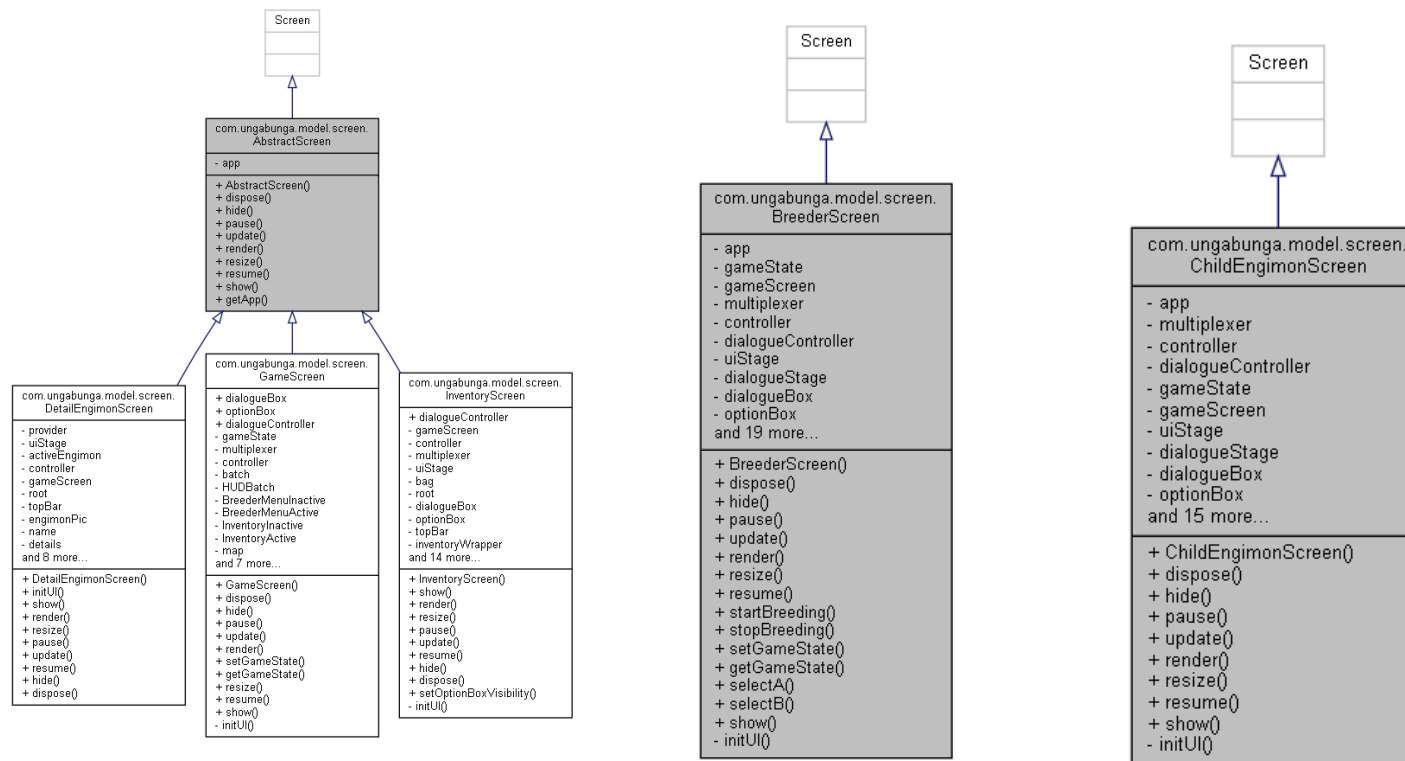 Screen
com.ungabunga.model.screen.
AbstractScreen
- app
+ AbstractScreen()
+ dispose()
+ hide()
+ pause()
+ update()
+ render()
+ resize()
+ resume()
+ show()
+ getApp()
com.ungabunga.model.screen.
DetailEngimonScreen
- provider
- uiStage
- activeEngimon
- controller
- gameScreen
- root
- topBar
- engimonPic
- name
- details
and 8 more...
+ DetailEngimonScreen()
+ initUI()
+ show()
+ render()
+ resize()
+ pause()
+ update()
+ resume()
+ hide()
+ dispose()
com.ungabunga.model.screen.
GameScreen
+ dialogueBox
+ optionBox
+ dialogueController
- gameState
- multiplexer
- controller
- batch
- HUDBatch
- BreederMenuInactive
- BreederMenuActive
- InventoryInactive
- InventoryActive
- map
and 7 more...
+ GameScreen()
+ dispose()
+ hide()
+ pause()
+ update()
+ render()
+ setGameState()
+ getGameState()
+ resize()
+ resume()
+ show()
- initUI()
com.ungabunga.model.screen.
InventoryScreen
+ dialogueController
- gameScreen
- controller
- multiplexer
- uiStage
- bag
- root
- dialogueBox
- optionBox
- topBar
- inventoryWrapper
and 14 more...
+ InventoryScreen()
+ show()
+ render()
+ resize()
+ pause()
+ update()
+ resume()
+ hide()
+ dispose()
+ setOptionBoxVisibility()
- initUI()
Screen
com.ungabunga.model.screen.
BreederScreen
- app
- gameState
- gameScreen
- multiplexer
- controller
- dialogueController
- uiStage
- dialogueStage
- dialogueBox
- optionBox
and 19 more...
+ BreederScreen()
+ dispose()
+ hide()
+ pause()
+ update()
+ render()
+ resize()
+ resume()
+ startBreeding()
+ stopBreeding()
+ setGameState()
+ getGameState()
+ selectA()
+ selectB()
+ show()
- initUI()
Screen
com.ungabunga.model.screen.
ChildEngimonScreen
- app
- multiplexer
- controller
- dialogueController
- gameState
- gameScreen
- uiStage
- dialogueStage
- dialogueBox
- optionBox
and 15 more...
+ ChildEngimonScreen()
+ dispose()
+ hide()
+ pause()
+ update()
+ render()
+ resize()
+ resume()
+ show()
- initUI()